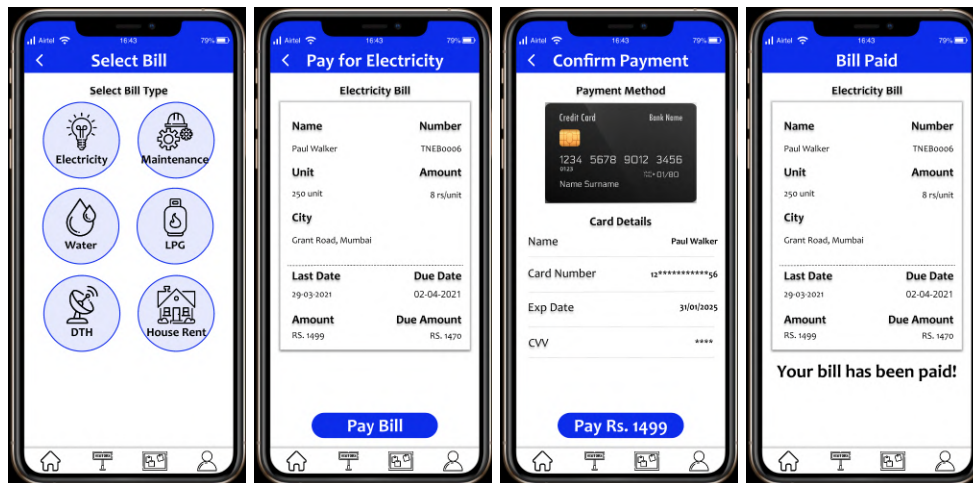 Airtel 16:43 79%
Select Bill
Select Bill Type
Electricity Maintenance
Water LPG
DTH House Rent
Airtel 16:43 79%
Pay for Electricity
Electricity Bill
Name Number
Paul Walker TNEB0006
Unit Amount
250 unit 8 rs/unit
City
Grant Road, Mumbai
Last Date Due Date
29-03-2021 02-04-2021
Amount Due Amount
RS. 1499 RS. 1470
Pay Bill
Airtel 16:43 79%
Confirm Payment
Payment Method
Credit Card Bank Name
1234 5678 9012 3456
0123
01/80
Name Surname
Card Details
Name Paul Walker
Card Number 12***********56
Exp Date 31/01/2025
CVV ****
Pay Rs. 1499
Airtel 16:43 79%
Bill Paid
Electricity Bill
Name Number
Paul Walker TNEB0006
Unit Amount
250 unit 8 rs/unit
City
Grant Road, Mumbai
Last Date Due Date
29-03-2021 02-04-2021
Amount Due Amount
RS. 1499 RS. 1470
Your bill has been paid!